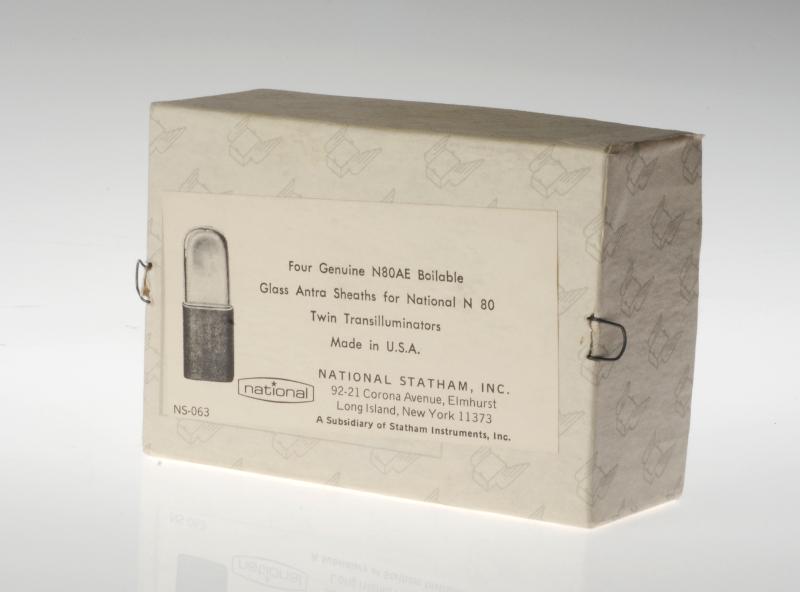 Four Genuine N80AE Boilable
Glass Antra Sheaths for National N 80
Twin Transilluminators
Made in U.S.A.
national
NATIONAL STATHAM, INC.
92-21 Corona Avenue, Elmhurst
Long Island, New York 11373
A Subsidiary of Statham Instruments, Inc.
NS-063